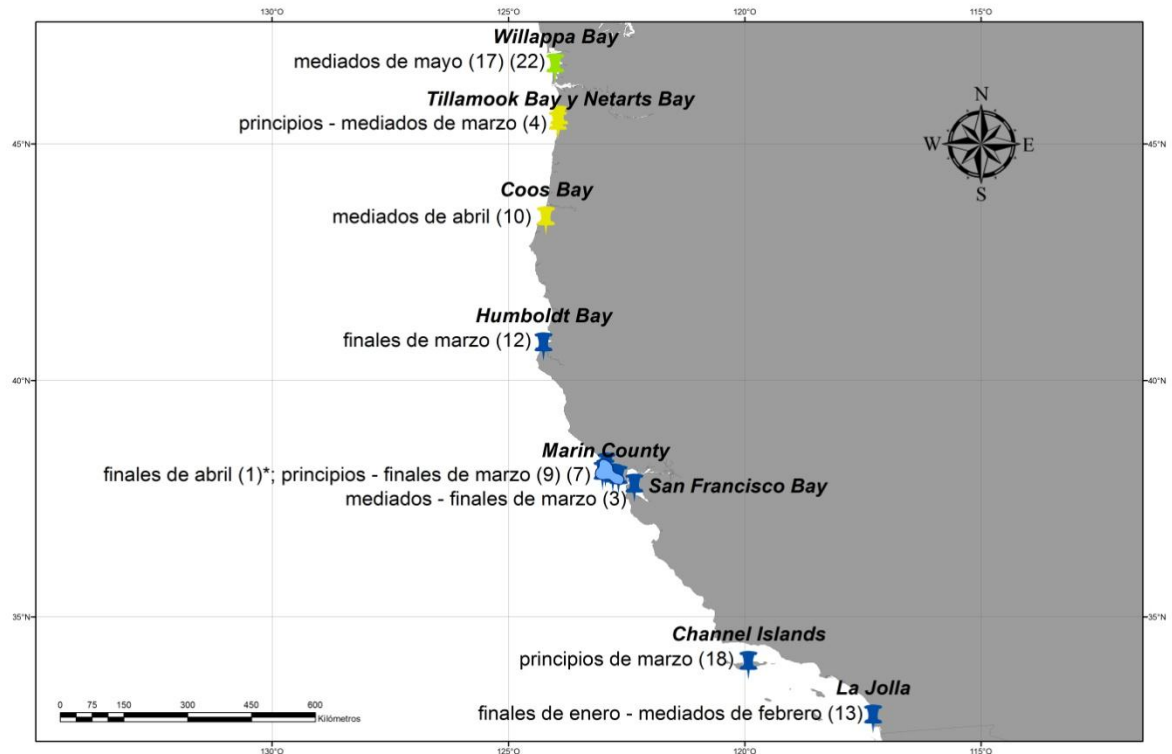 130°O 125°O 120°O 115°O
Willappa Bay
mediados de mayo (17) (22)
Tillamook Bay y Netarts Bay
principios - mediados de marzo (4)
N
45°N W E 45°N
S
Coos Bay
mediados de abril (10)
Humboldt Bay
finales de marzo (12)
40°N 40°N
Marin County
finales de abril (1)*; principios - finales de marzo (9) (7)
San Francisco Bay
mediados - finales de marzo (3)
35°N 35°N
Channel Islands
principios de marzo (18)
La Jolla
finales de enero - mediados de febrero (13)
0 75 150 300 450 600
Kilómetros
130°O 125°O 120°O 115°O